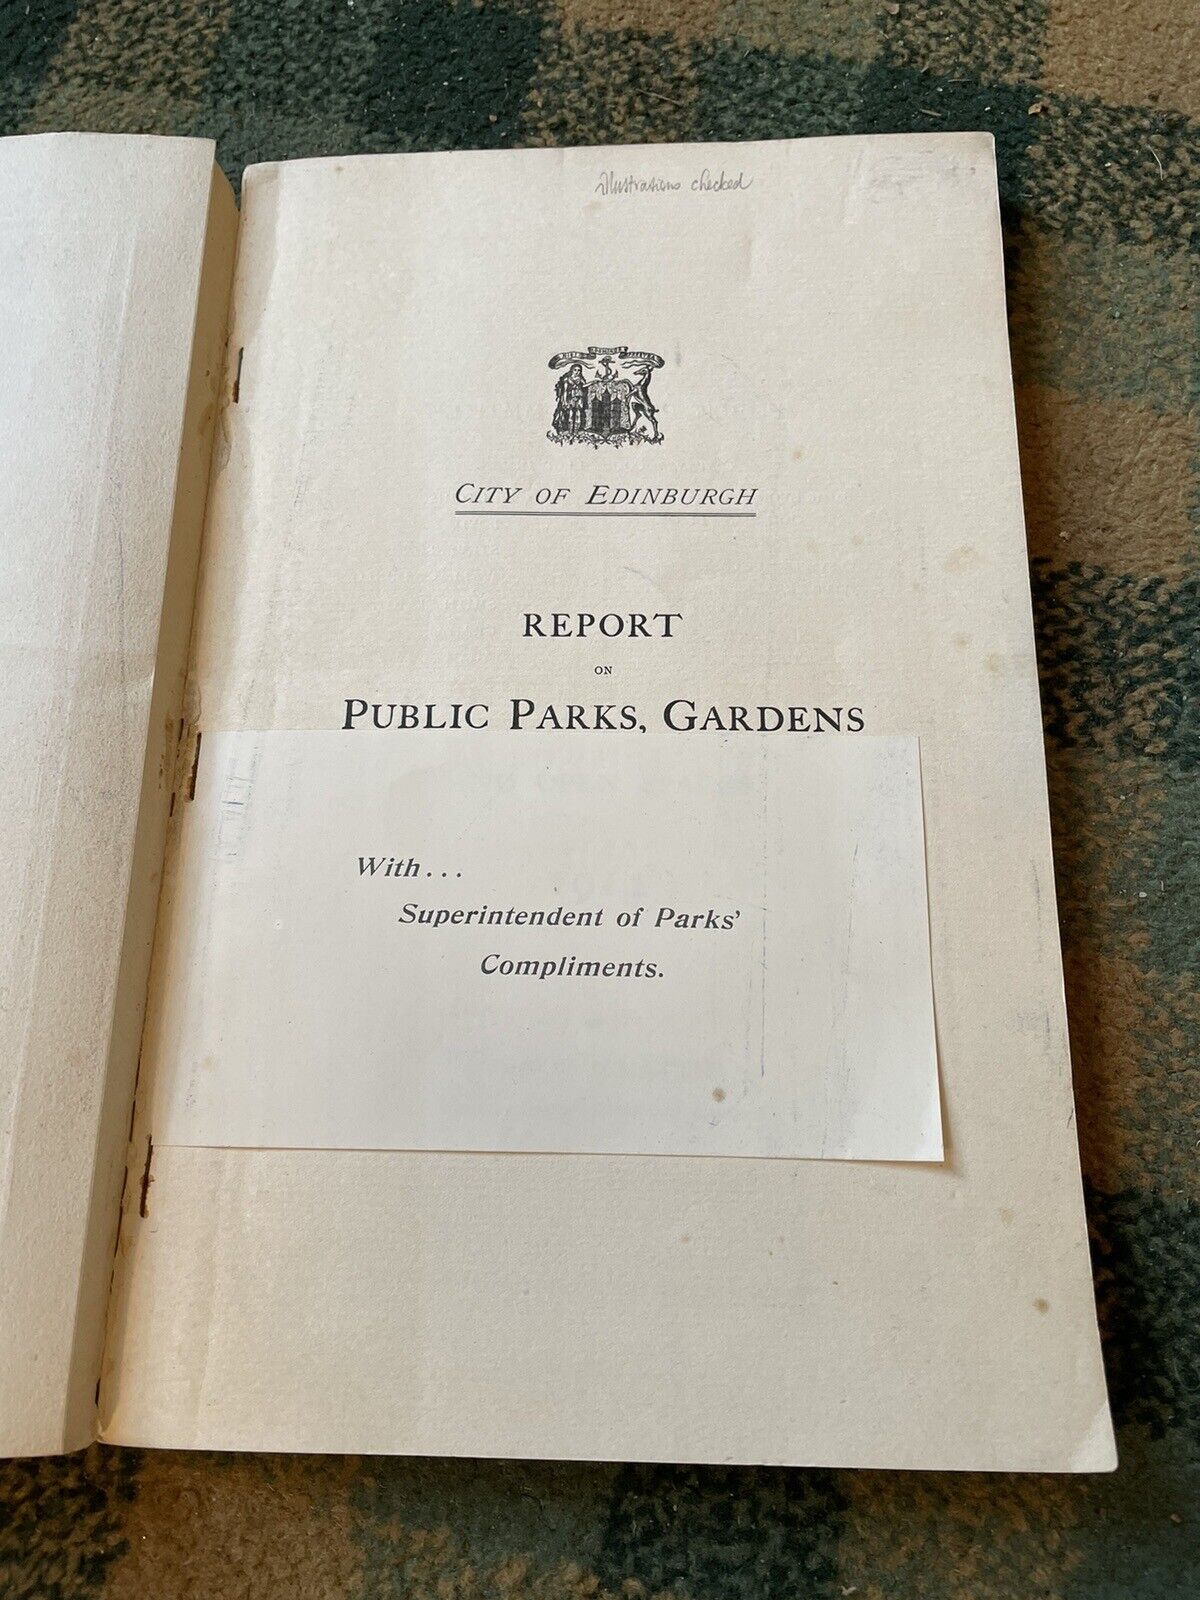 illustrations checked
CITY OF EDINBURGH
REPORT
ON
PUBLIC PARKS, GARDENS
With...
Superintendent of Parks'
Compliments.